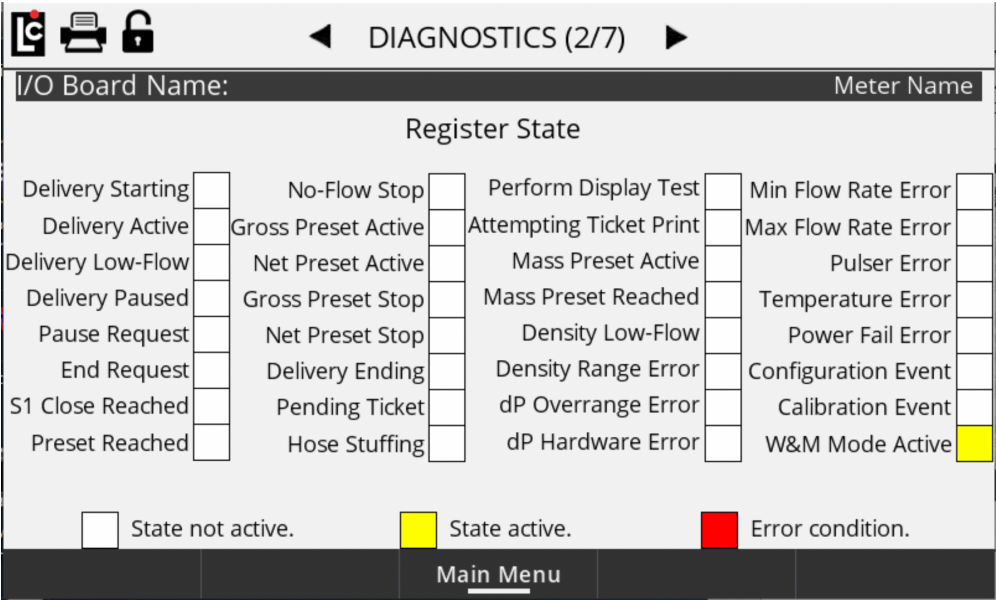 LC
DIAGNOSTICS (2/7)
I/O Board Name: Meter Name
Register State
Delivery Starting No-Flow Stop Perform Display Test Min Flow Rate Error
Delivery Active Gross Preset Active Attempting Ticket Print Max Flow Rate Error
Delivery Low-Flow Net Preset Active Mass Preset Active Pulser Error
Delivery Paused Gross Preset Stop Mass Preset Reached Temperature Error
Pause Request Net Preset Stop Density Low-Flow Power Fail Error
End Request Delivery Ending Density Range Error Configuration Event
S1 Close Reached Pending Ticket dP Overrange Error Calibration Event
Preset Reached Hose Stuffing dP Hardware Error W&M Mode Active
State not active. State active. Error condition.
Main Menu